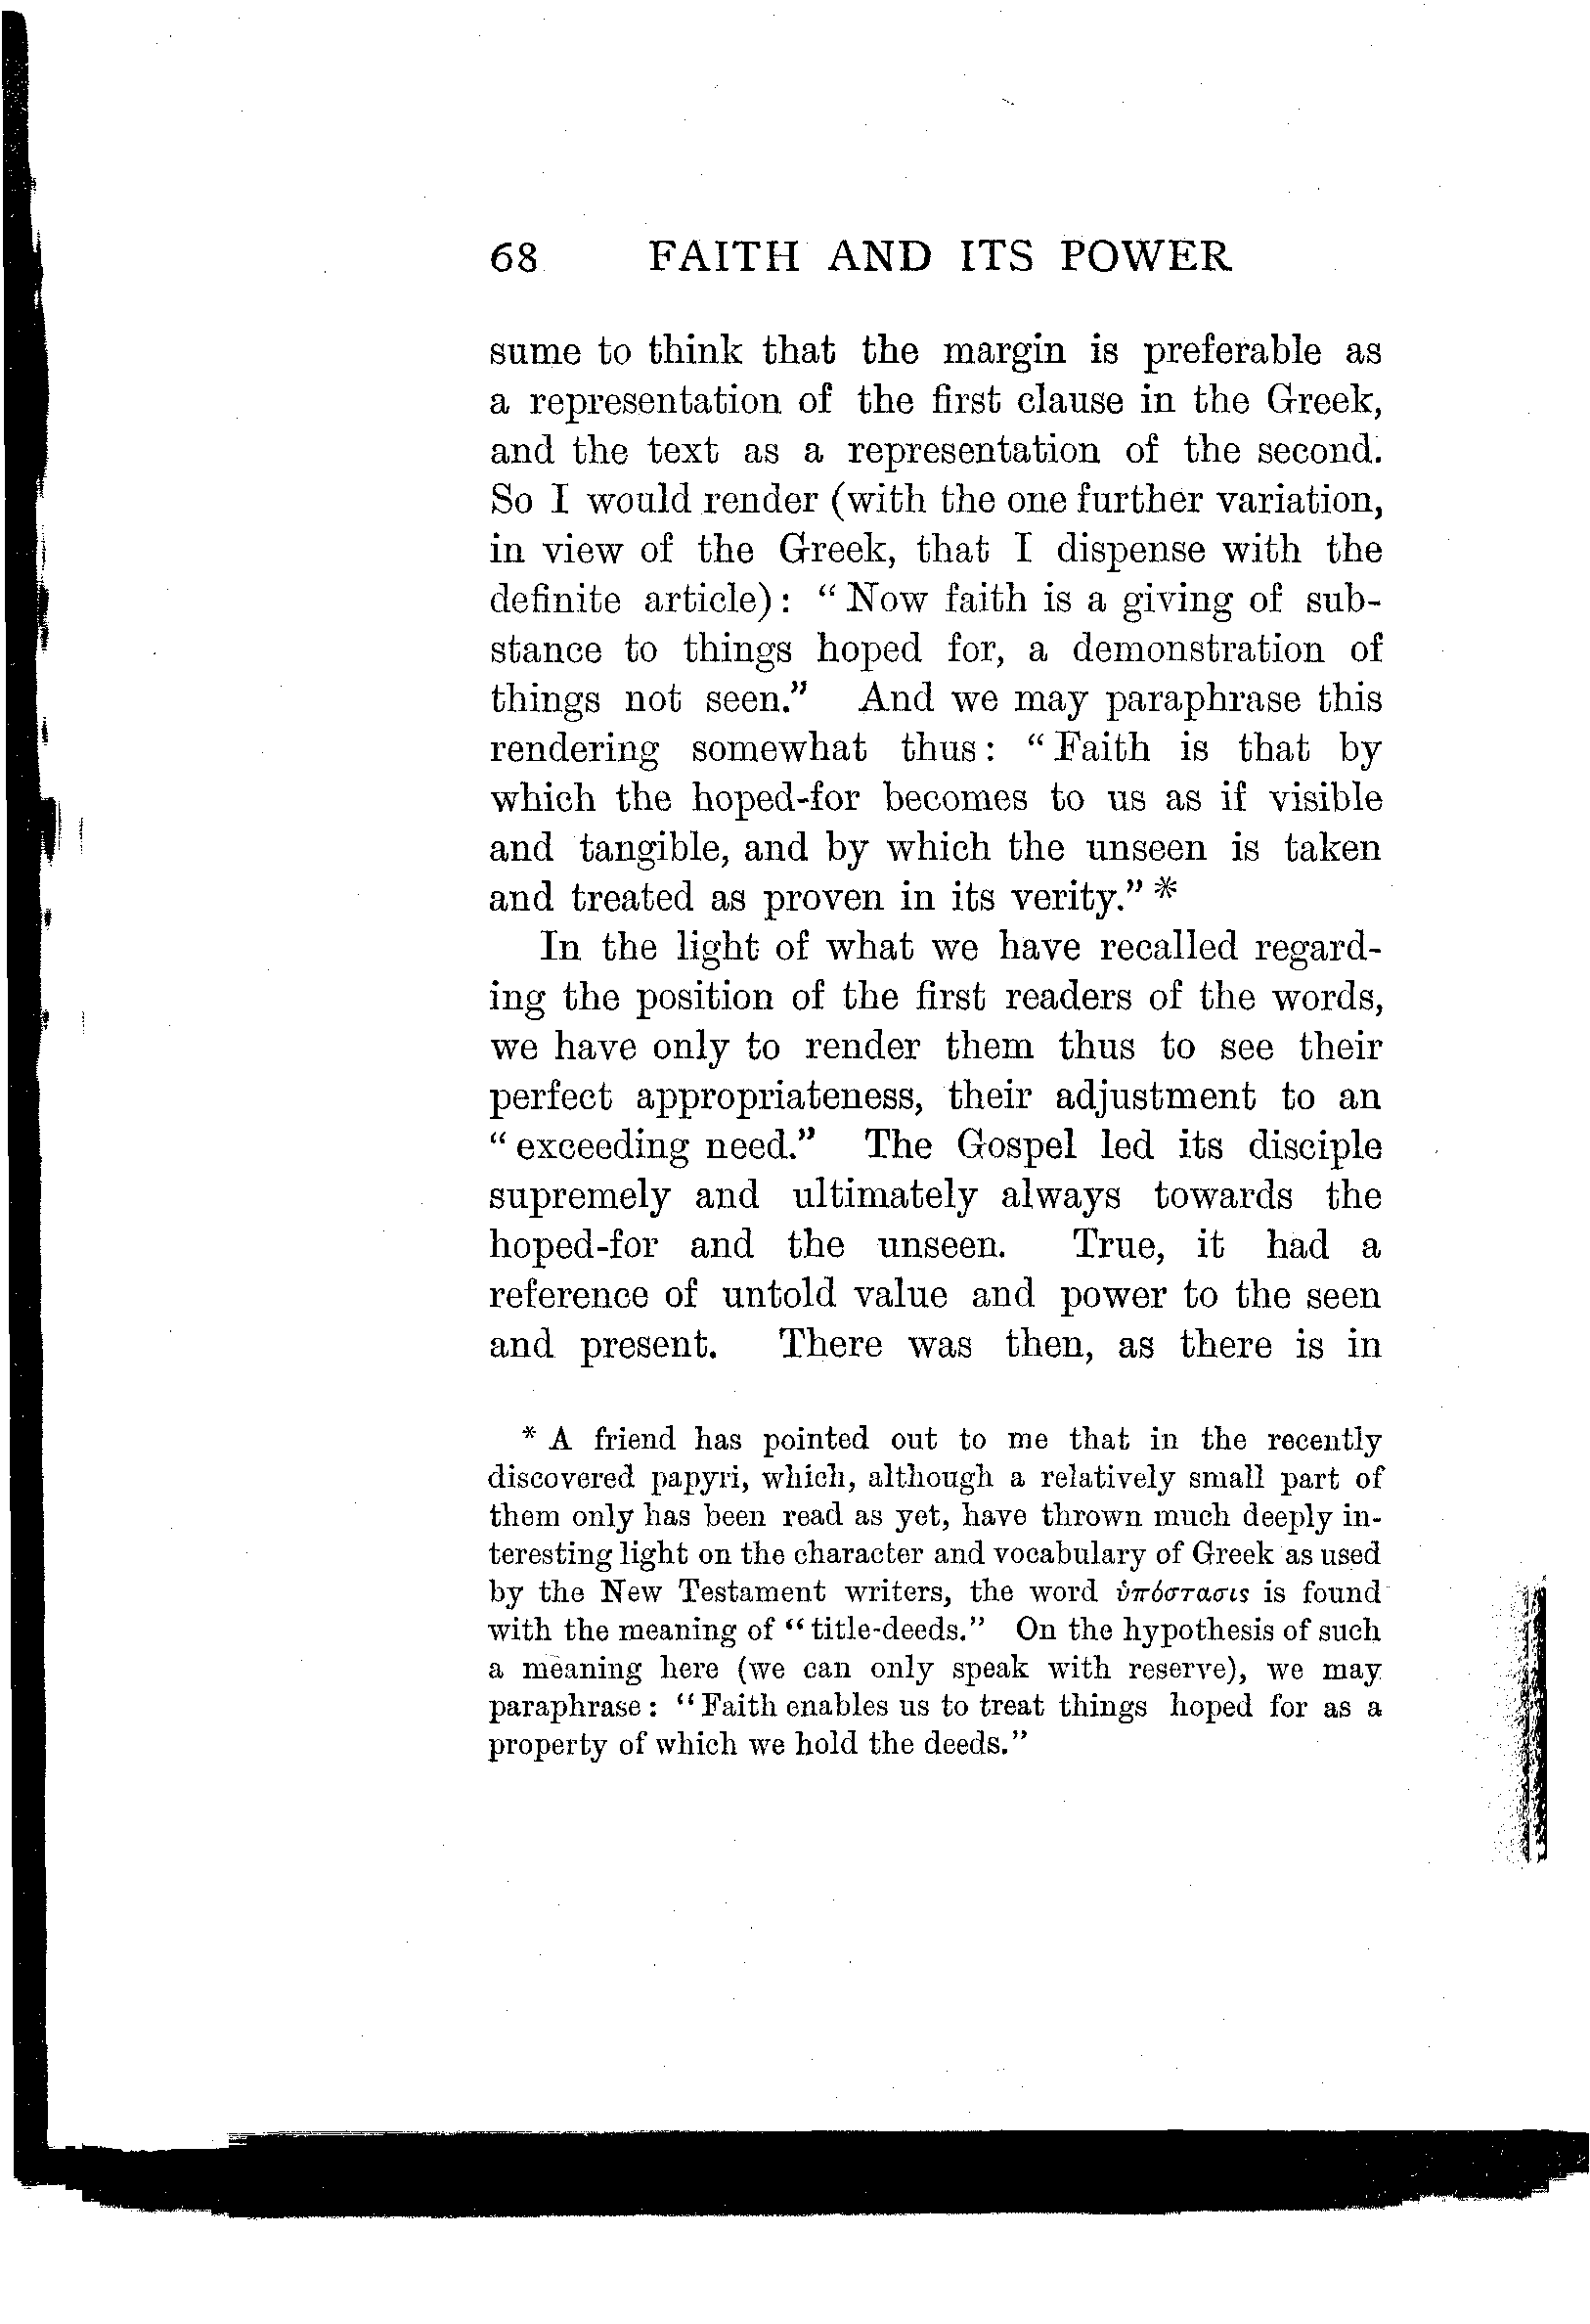 68 FAITH AND ITS POWER
sume to think that the margin is preferable as
a representation of the first clause in the Greek,
and the text as a representation of the second.
So I would render (with the one further variation,
in view of the Greek, that I dispense with the
definite article): “Now faith is a giving of sub-
stance to things hoped for, a demonstration of
things not seen.” And we may paraphrase this
rendering somewhat thus: “Faith is that by
which the hoped-for becomes to us as if visible
and tangible, and by which the unseen is taken
and treated as proven in its verity.” *
In the light of what we have recalled regard-
ing the position of the first readers of the words,
we have only to render them thus to see their
perfect appropriateness, their adjustment to an
“exceeding need.” The Gospel led its disciple
supremely and ultimately always towards the
hoped-for and the unseen. True, it had a
reference of untold value and power to the seen
and present. There was then, as there is in
* A friend has pointed out to me that in the recently
discovered papyri, which, although a relatively small part of
them only has been read as yet, have thrown much deeply in-
teresting light on the character and vocabulary of Greek as used
by the New Testament writers, the word ὑπόστασις is found
with the meaning of “title-deeds.” On the hypothesis of such
a meaning here (we can only speak with reserve), we may
paraphrase: “Faith enables us to treat things hoped for as a
property of which we hold the deeds.”